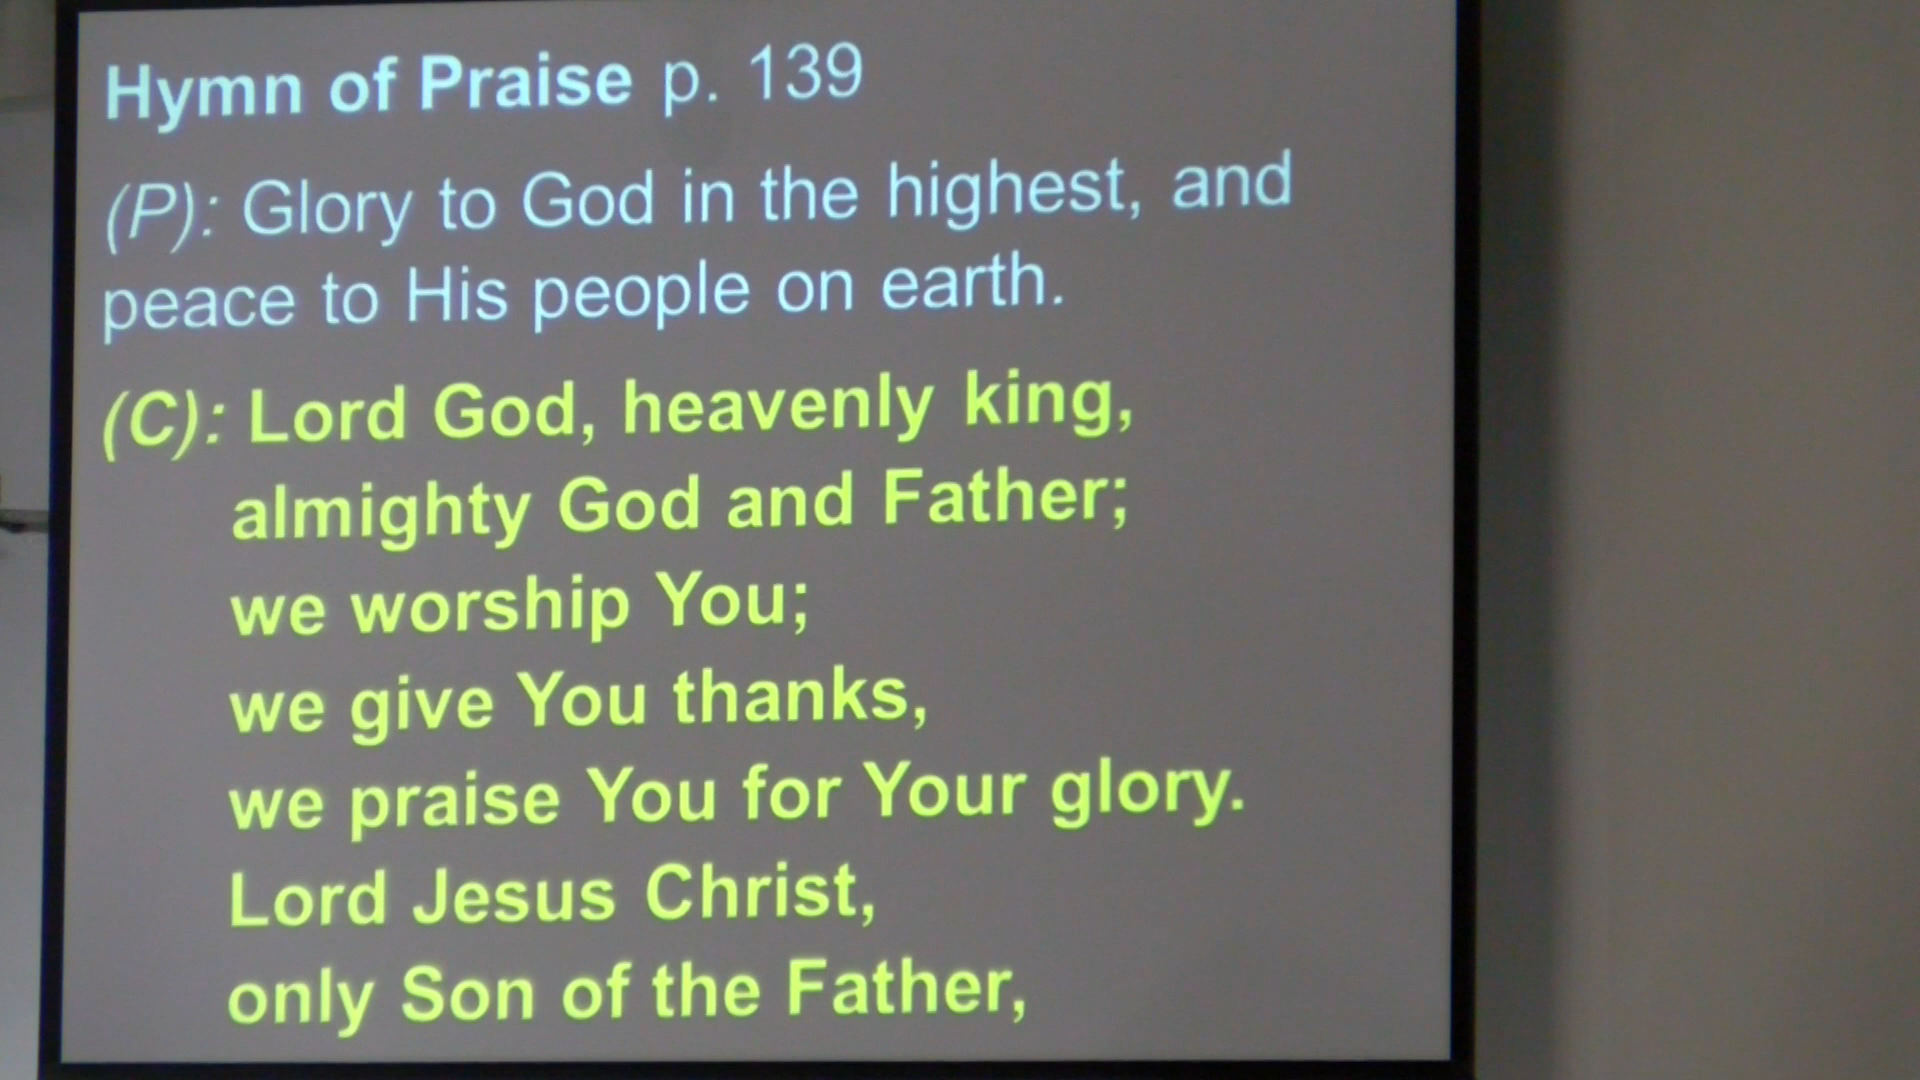 Hymn of Praise p. 139
(P): Glory to God in the highest, and
peace to His people on earth.
(C): Lord God, heavenly king,
almighty God and Father;
we worship You;
we give You thanks,
we praise You for Your glory.
Lord Jesus Christ,
only Son of the Father,